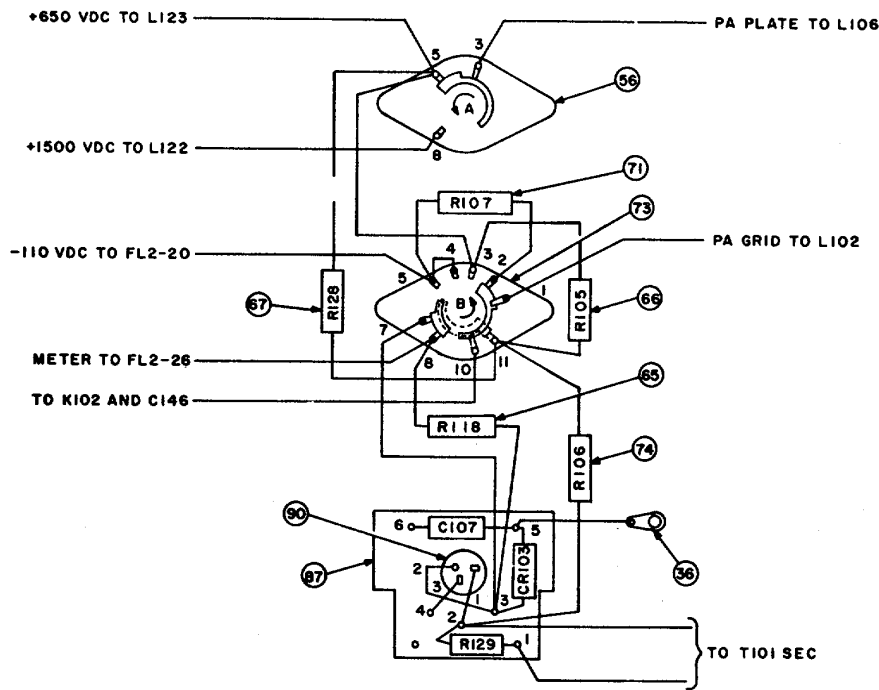 +650 VDC TO L123
PA PLATE TO L106
5
3
A
56
8
+1500 VDC TO L122
71
R107
73
-110 VDC TO FL2-20
4
3
2
PA GRID TO L102
5
1
B
67
R128
R105
66
7
METER TO FL2-26
8
10
11
TO K102 AND C146
65
R118
R106
74
90
6
C107
5
36
87
2
3
1
CR103
3
4
2
R129
1
TO T101 SEC